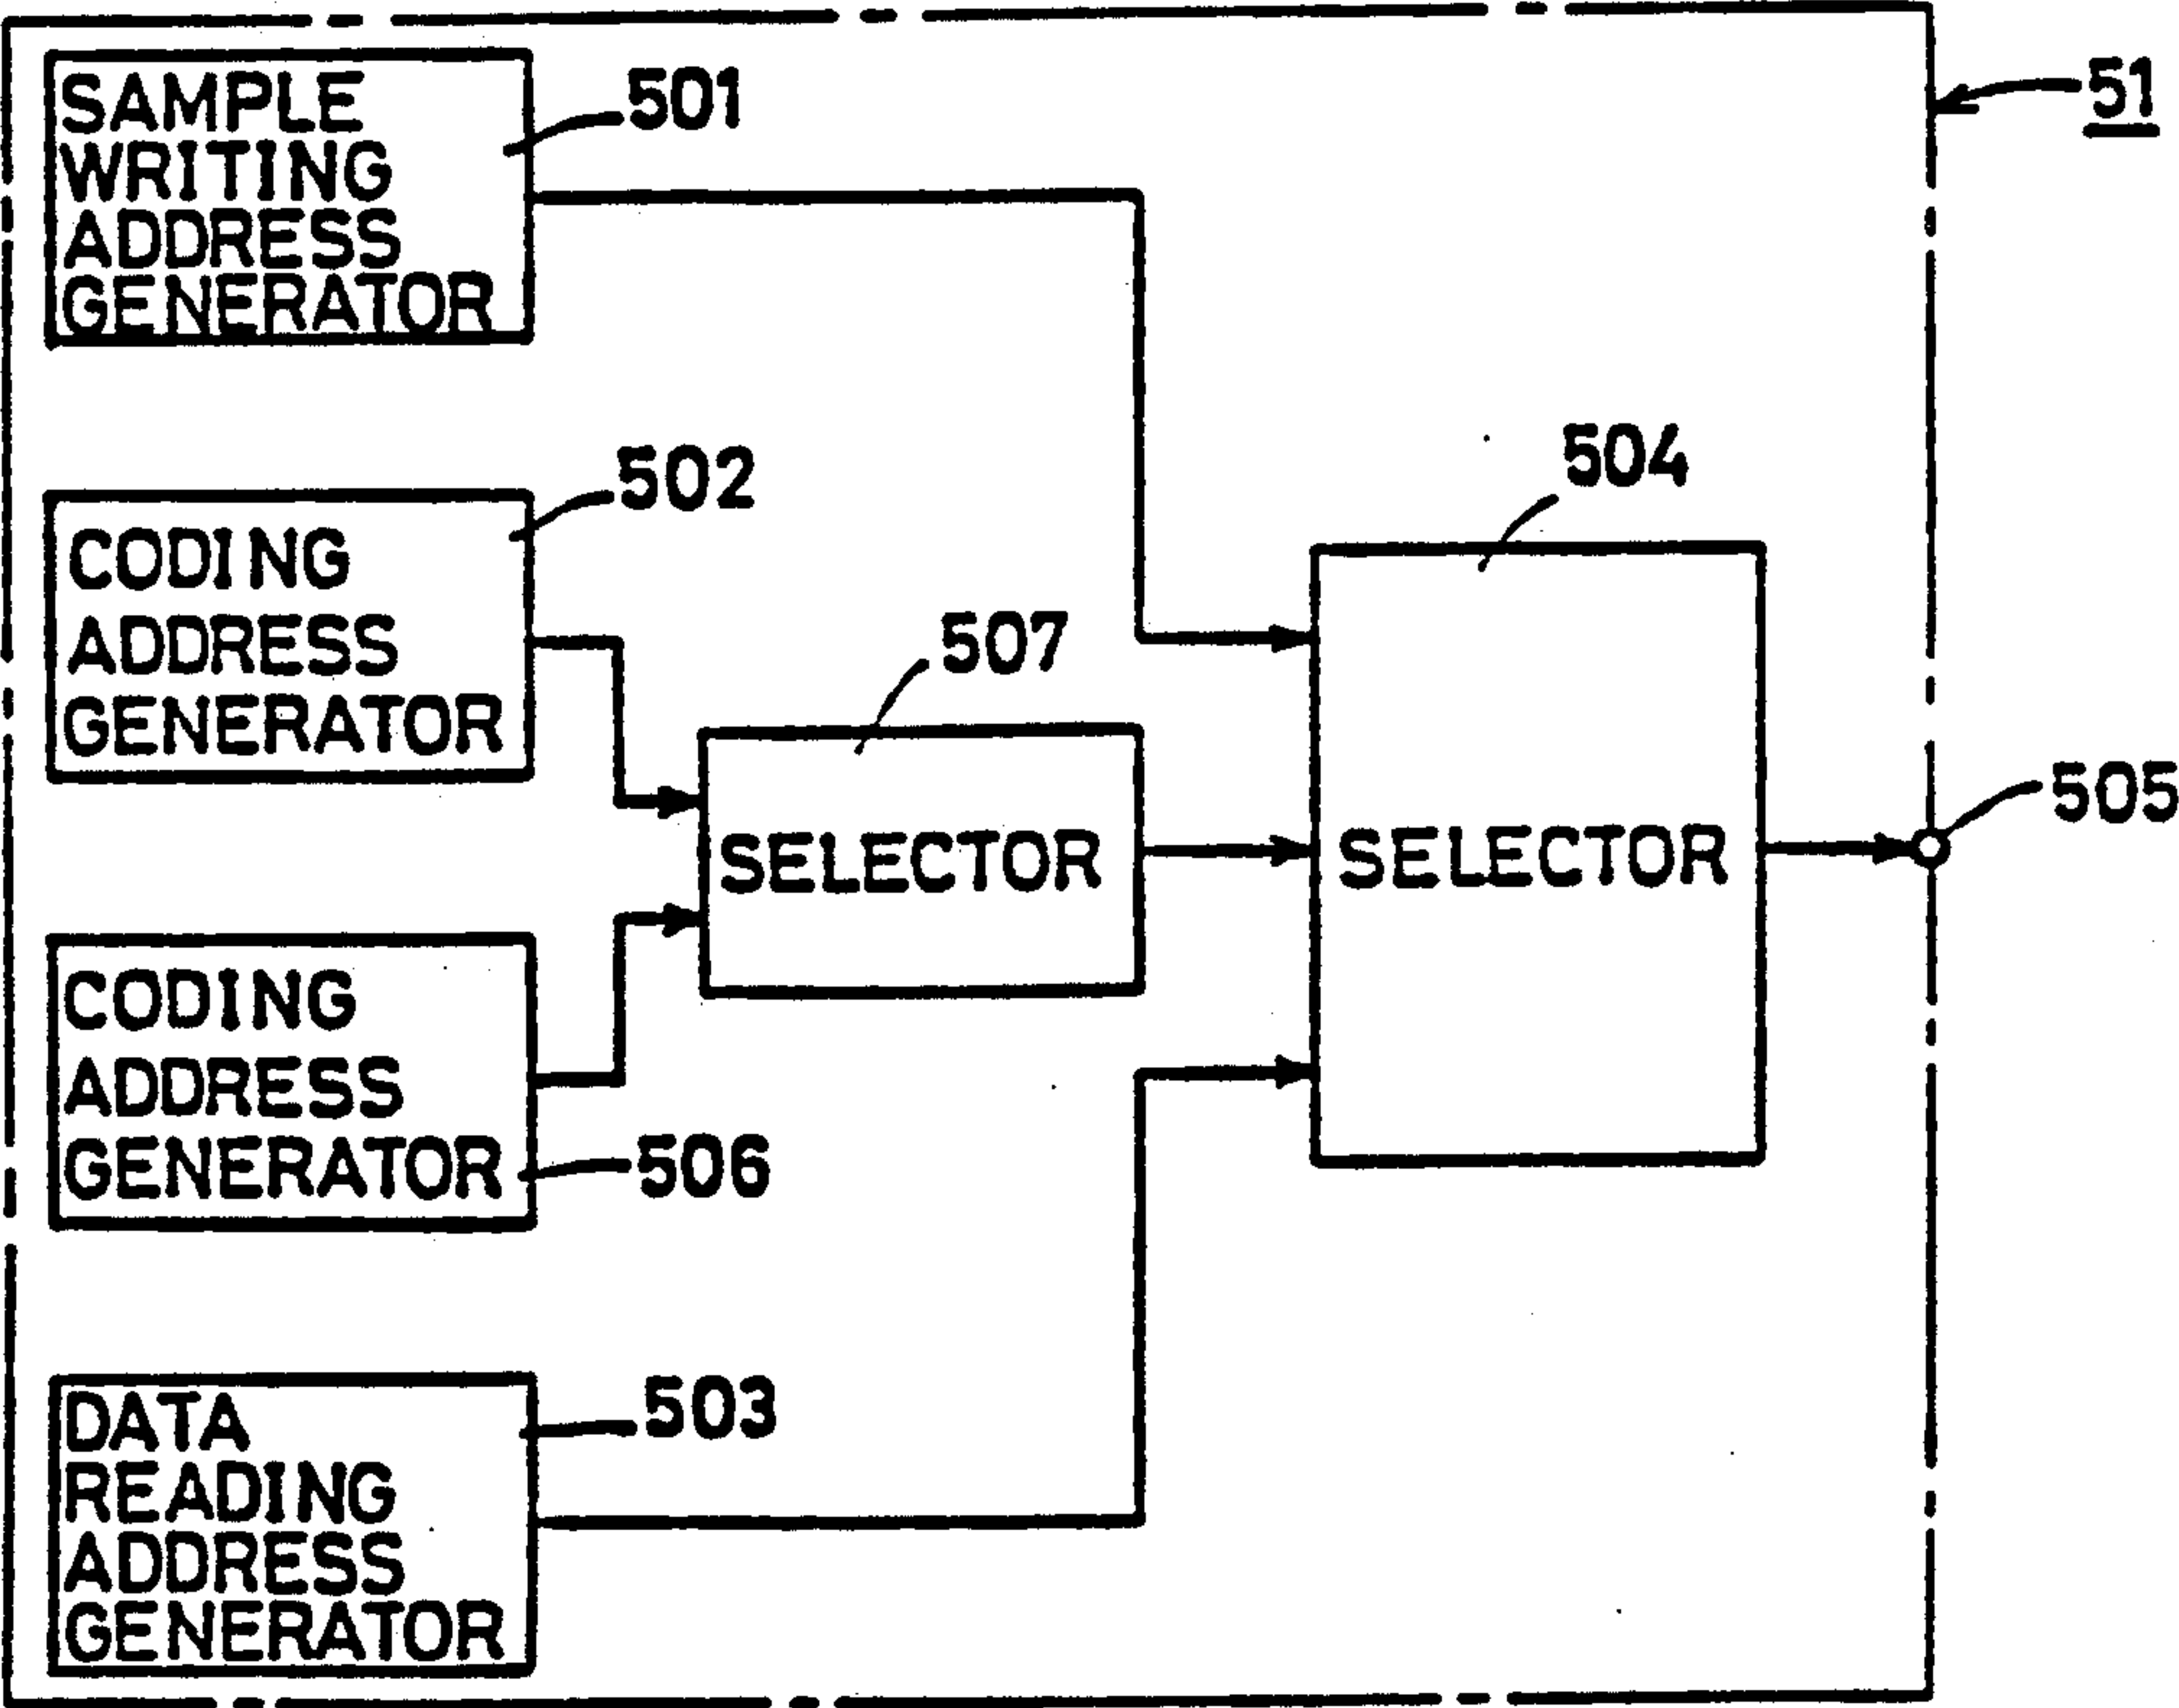 SAMPLE
WRITING
ADDRESS
GENERATOR
501
51
CODING
ADDRESS
GENERATOR
502
504
507
SELECTOR
SELECTOR
505
CODING
ADDRESS
GENERATOR
506
DATA
READING
ADDRESS
GENERATOR
503